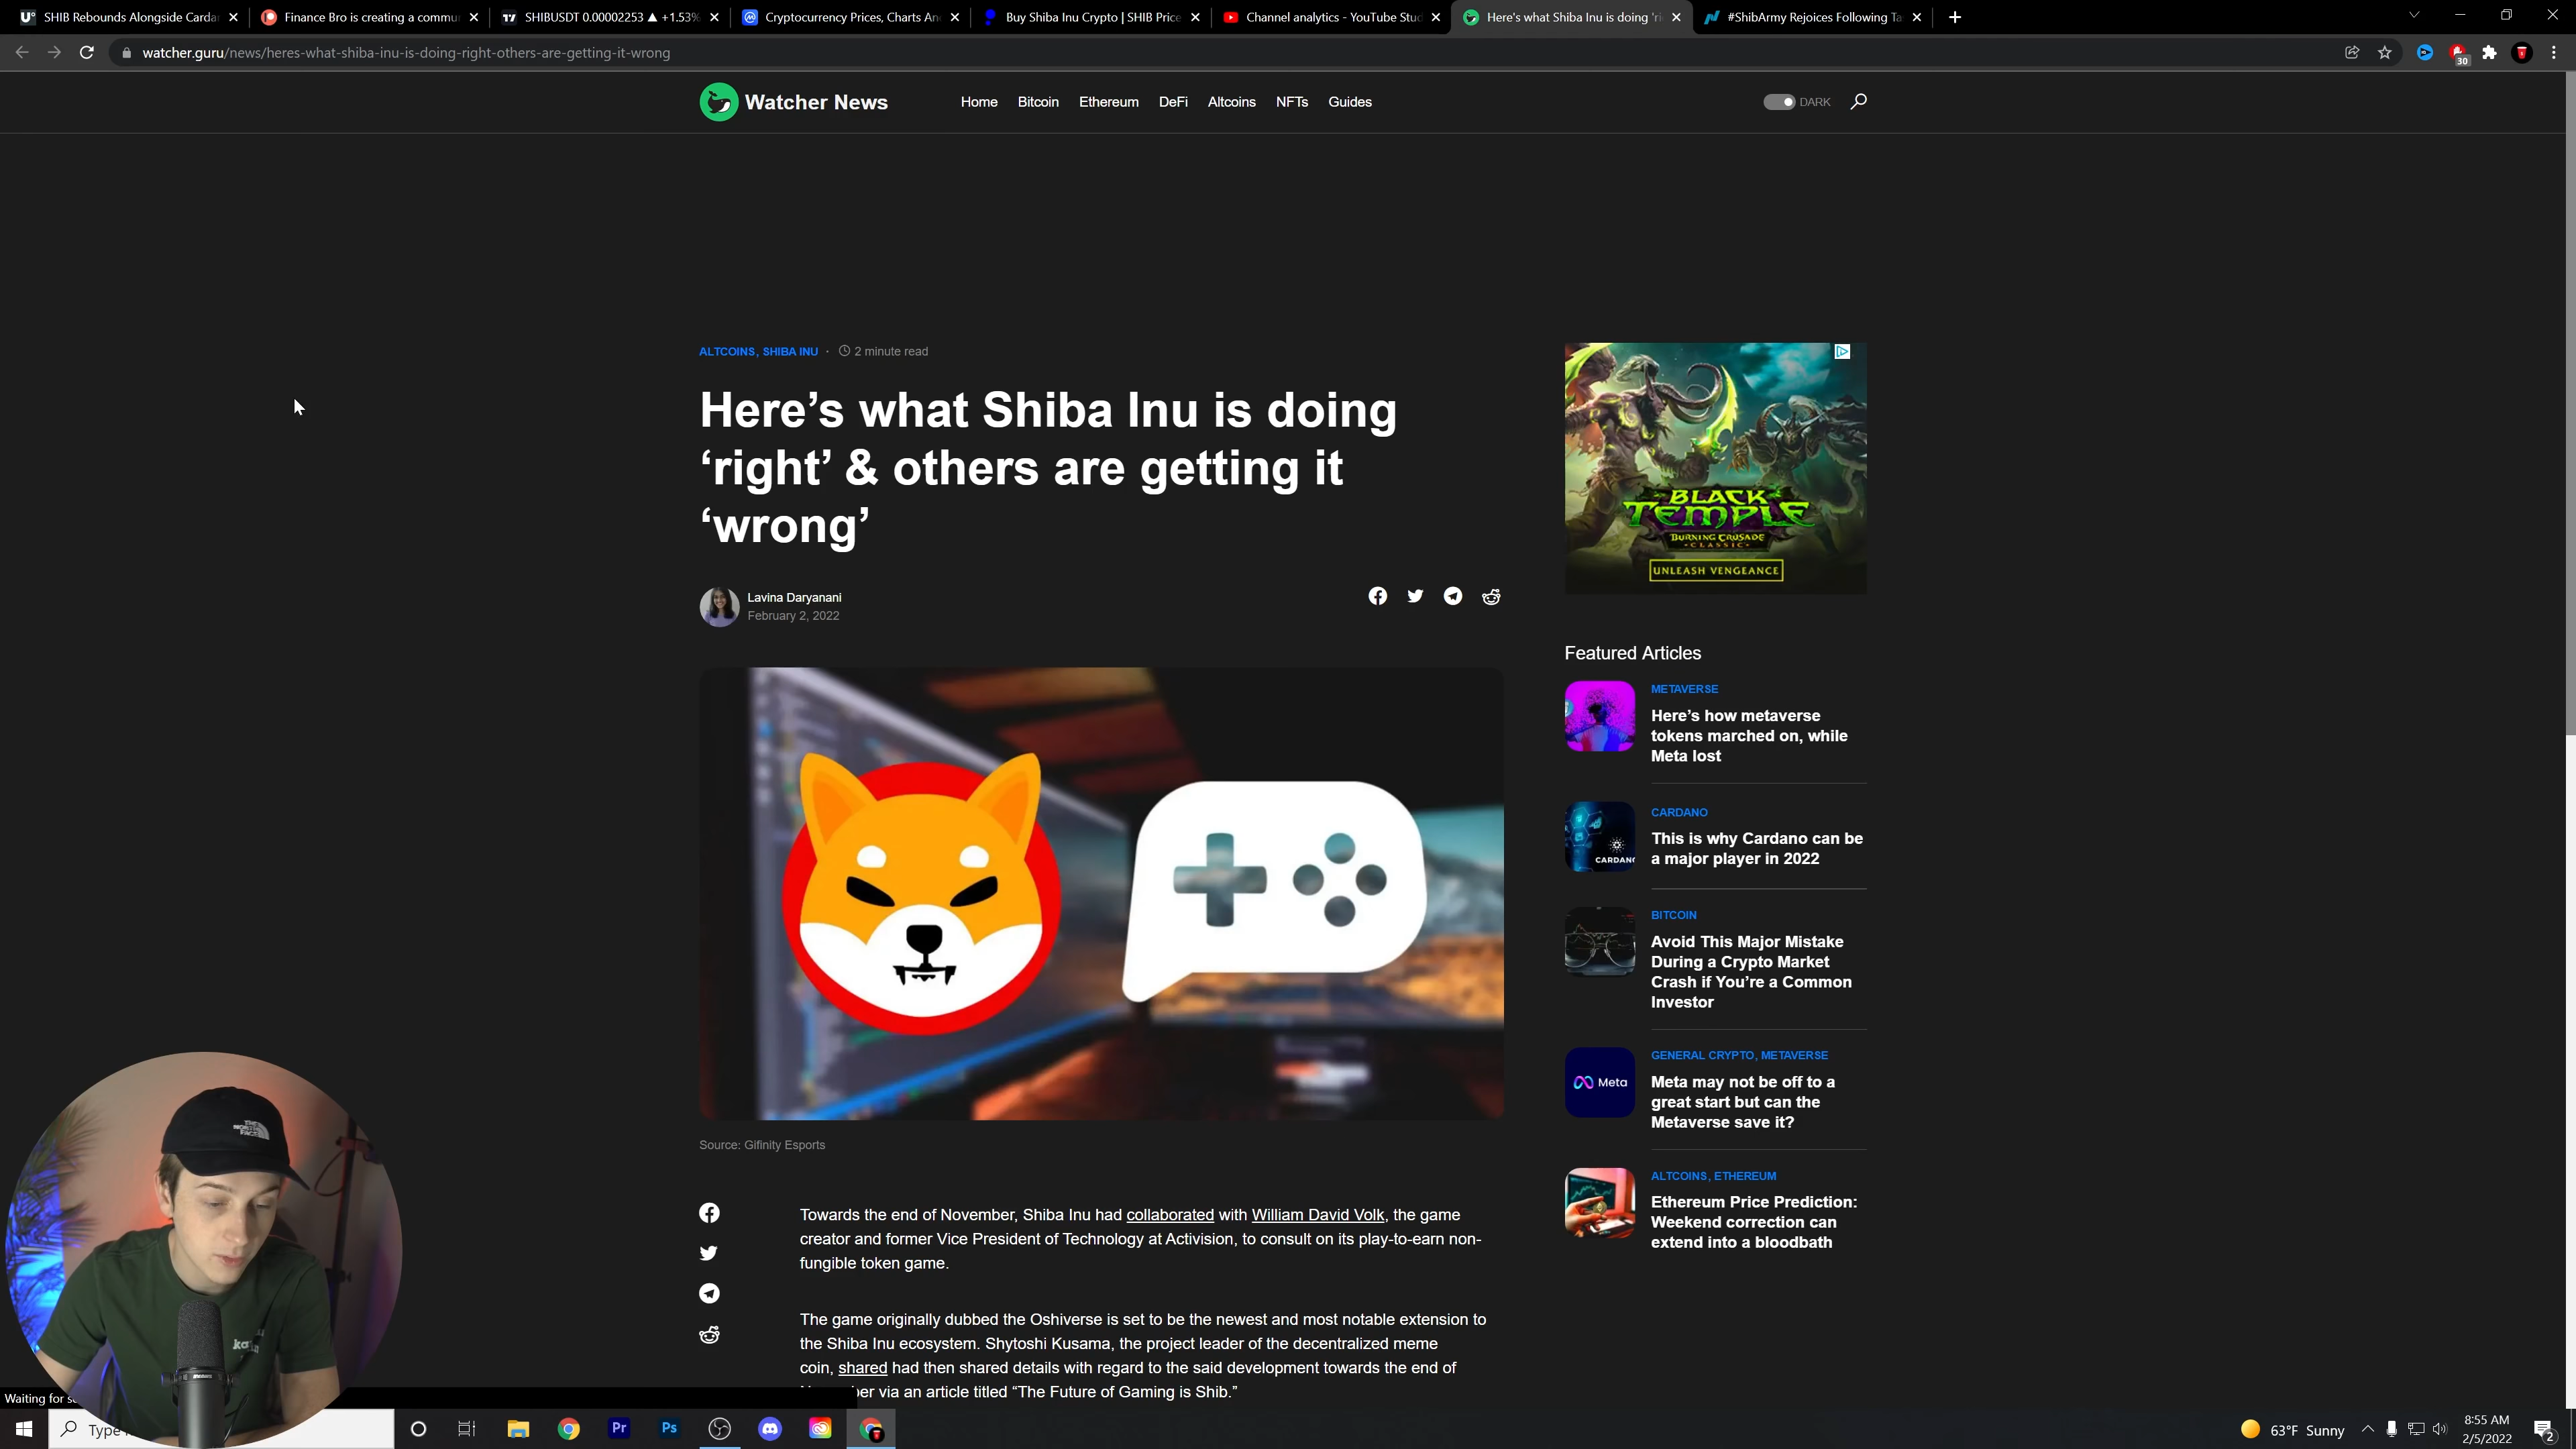 SHIB Rebounds Alongside Carda
Finance Bro is creating a commu
SHIBUSDT 0.00002253 ▲ +1.53%
Cryptocurrency Prices, Charts An
Buy Shiba Inu Crypto | SHIB Price
Channel analytics - YouTube Stud
Here's what Shiba Inu is doing 'ri
#ShibArmy Rejoices Following Ta
watcher.guru/news/heres-what-shiba-inu-is-doing-right-others-are-getting-it-wrong
30
Watcher News
Home
Bitcoin
Ethereum
DeFi
Altcoins
NFTs
Guides
DARK
ALTCOINS, SHIBA INU · 2 minute read
Here’s what Shiba Inu is doing
‘right’ & others are getting it
‘wrong’
Lavina Daryanani
February 2, 2022
BLACK
TEMPLE
BURNING CRUSADE
CLASSIC
UNLEASH VENGEANCE
Featured Articles
METAVERSE
Here’s how metaverse
tokens marched on, while
Meta lost
CARDANO
This is why Cardano can be
a major player in 2022
BITCOIN
Avoid This Major Mistake
During a Crypto Market
Crash if You’re a Common
Investor
Meta
GENERAL CRYPTO, METAVERSE
Meta may not be off to a
great start but can the
Metaverse save it?
ALTCOINS, ETHEREUM
Ethereum Price Prediction:
Weekend correction can
extend into a bloodbath
Source: Gifinity Esports
Towards the end of November, Shiba Inu had collaborated with William David Volk, the game
creator and former Vice President of Technology at Activision, to consult on its play-to-earn non-
fungible token game.
The game originally dubbed the Oshiverse is set to be the newest and most notable extension to
the Shiba Inu ecosystem. Shytoshi Kusama, the project leader of the decentralized meme
coin, shared had then shared details with regard to the said development towards the end of
via an article titled “The Future of Gaming is Shib.”
THE
NORTH
FACE
Waiting for
Type
Pr
Ps
63°F Sunny
8:55 AM
2/5/2022
2